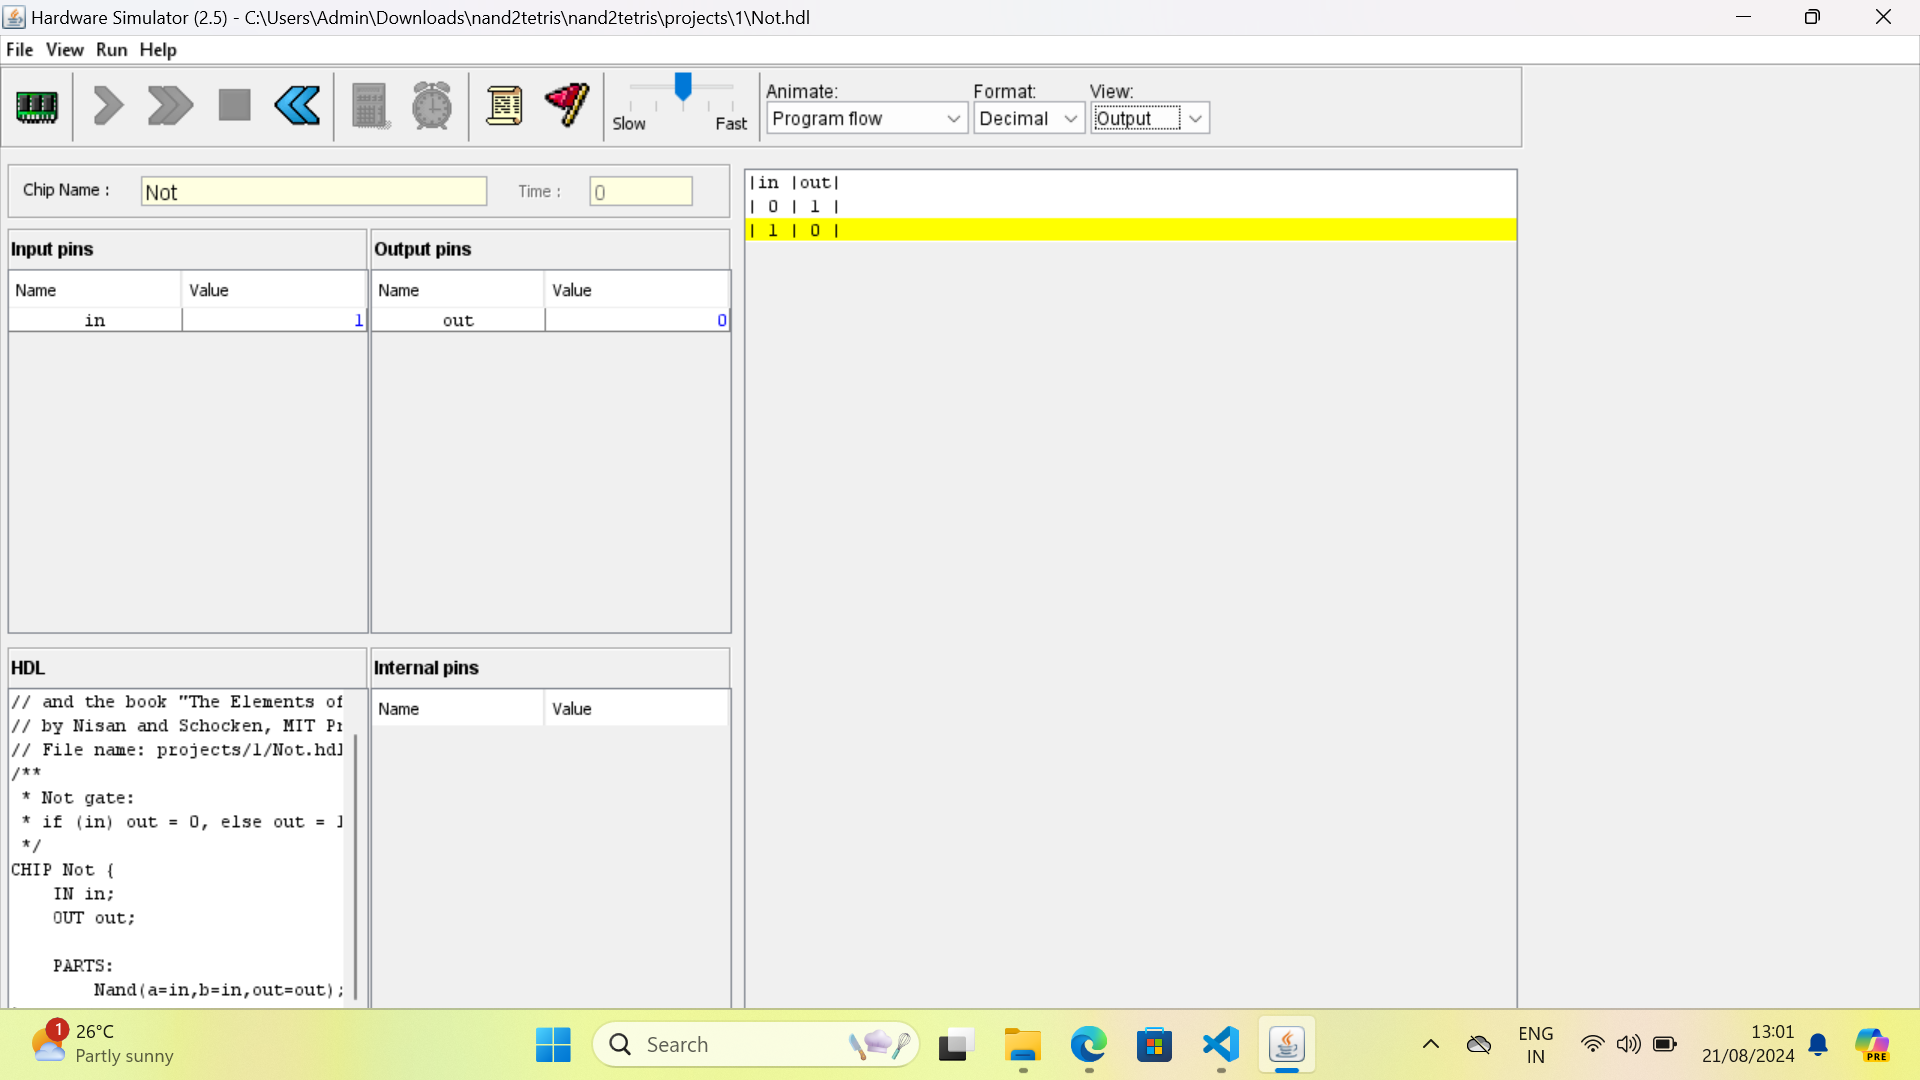 Hardware Simulator (2.5) - C:\Users\Admin\Downloads\nand2tetris\nand2tetris\projects\1\Not.hdl
File View Run Help
Slow Fast
Animate: Format: View:
Program flow Decimal Output
Chip Name : Not Time : 0
Input pins
Name Value
in 1
Output pins
Name Value
out 0
|in |out|
| 0 | 1 |
| 1 | 0 |
HDL
// and the book "The Elements of
// by Nisan and Schocken, MIT Pr
// File name: projects/1/Not.hdl
/**
* Not gate:
* if (in) out = 0, else out = 1
*/
CHIP Not {
IN in;
OUT out;
PARTS:
Nand(a=in,b=in,out=out);
Internal pins
Name Value
1
26°C
Partly sunny
Search
ENG
IN
13:01
21/08/2024
PRE